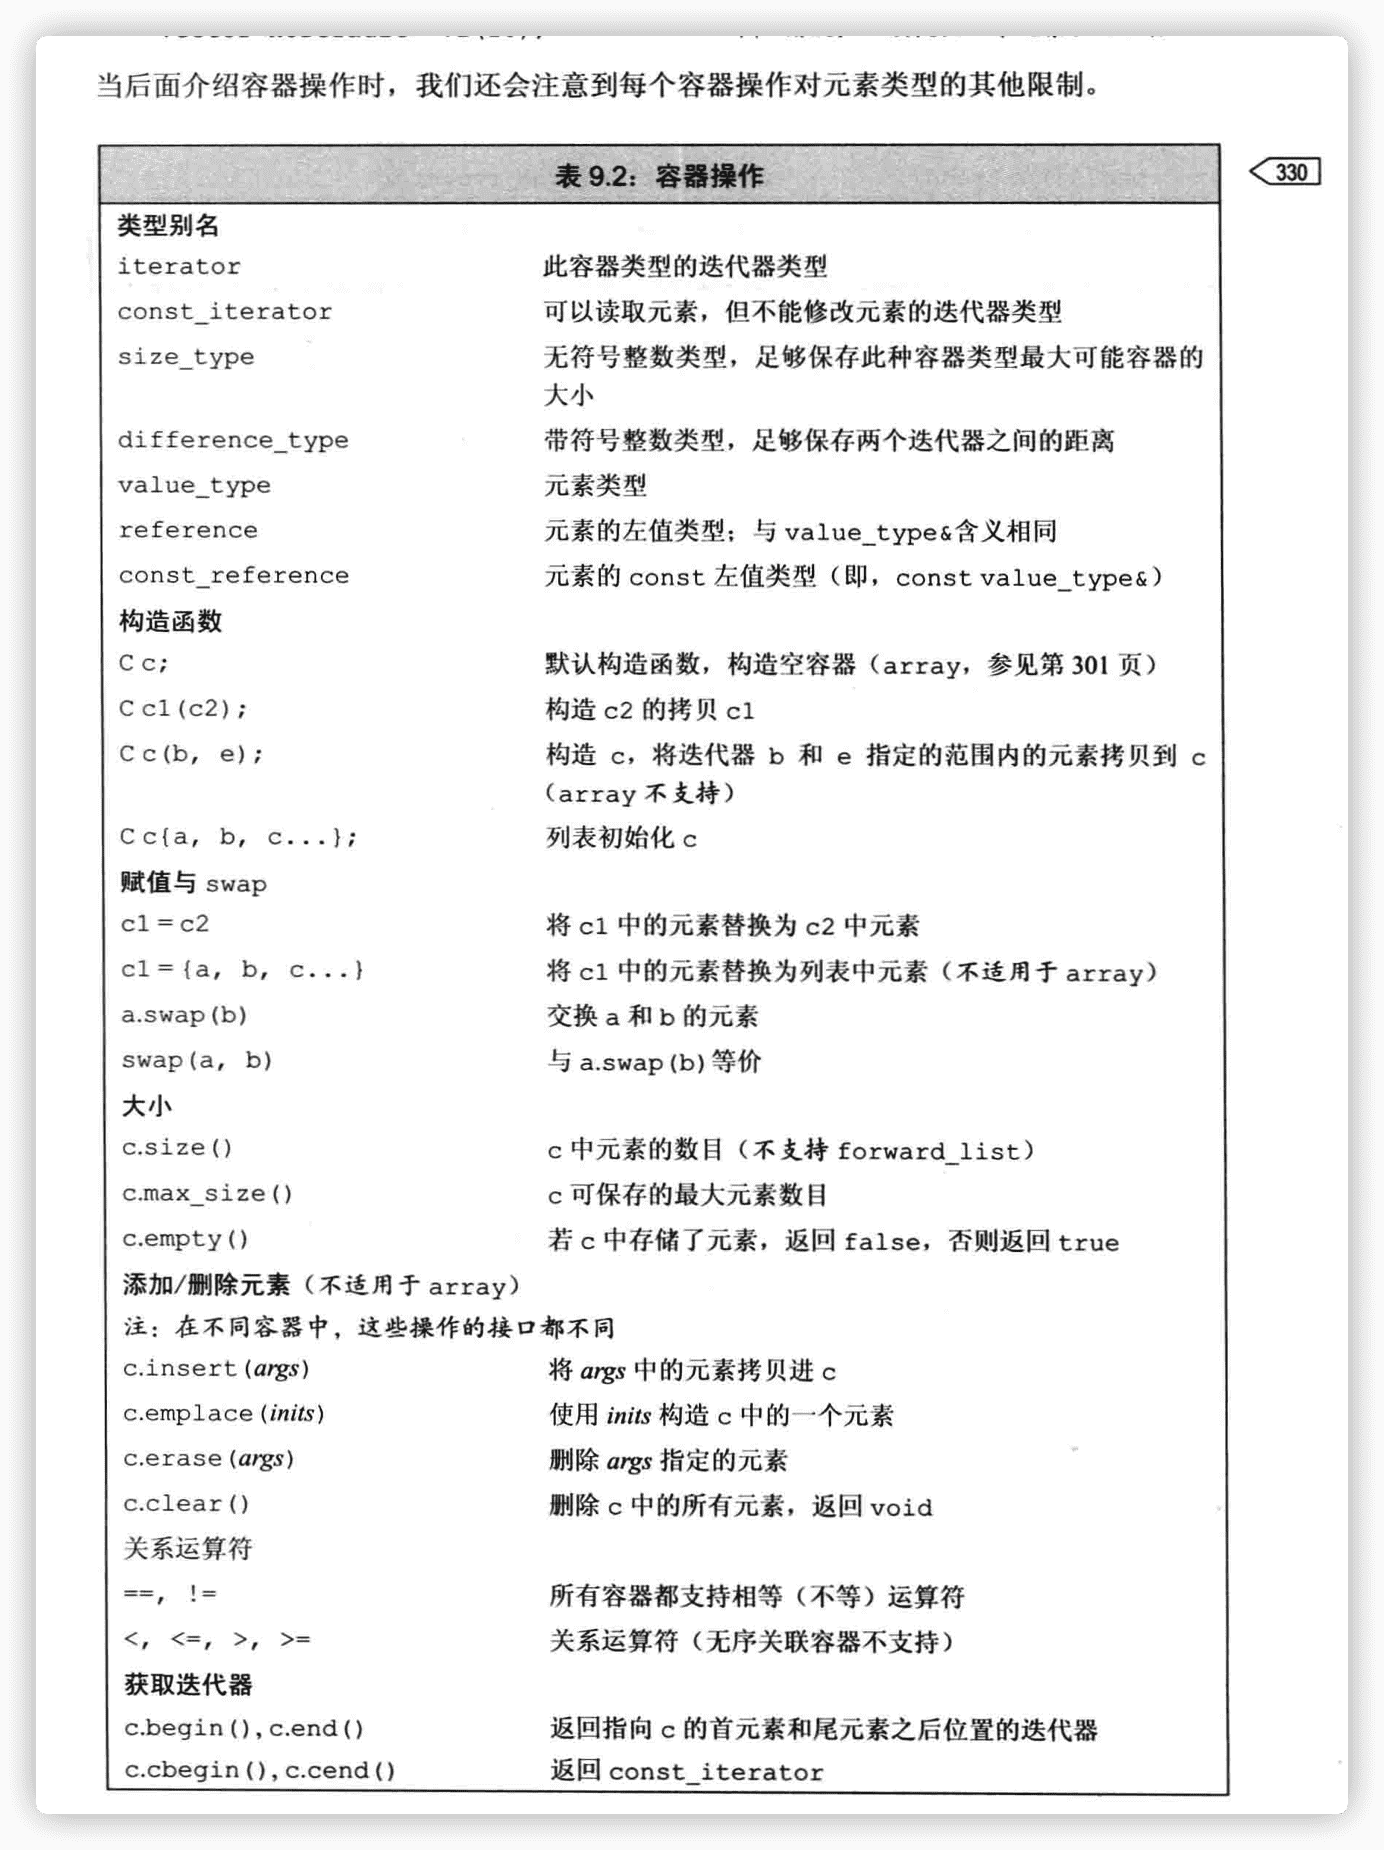 当后面介绍容器操作时，我们还会注意到每个容器操作对元素类型的其他限制。
表 9.2：容器操作
330
类型别名
iterator 此容器类型的迭代器类型
const_iterator 可以读取元素，但不能修改元素的迭代器类型
size_type 无符号整数类型，足够保存此种容器类型最大可能容器的
大小
difference_type 带符号整数类型，足够保存两个迭代器之间的距离
value_type 元素类型
reference 元素的左值类型；与 value_type&含义相同
const_reference 元素的 const 左值类型（即，const value_type&）
构造函数
C c; 默认构造函数，构造空容器（array，参见第 301 页）
C c1(c2); 构造 c2 的拷贝 c1
C c(b, e); 构造 c，将迭代器 b 和 e 指定的范围内的元素拷贝到 c
（array 不支持）
C c{a, b, c...}; 列表初始化 c
赋值与 swap
c1 = c2 将 c1 中的元素替换为 c2 中元素
c1 = {a, b, c...} 将 c1 中的元素替换为列表中元素（不适用于 array）
a.swap(b) 交换 a 和 b 的元素
swap(a, b) 与 a.swap(b)等价
大小
c.size() c 中元素的数目（不支持 forward_list）
c.max_size() c 可保存的最大元素数目
c.empty() 若 c 中存储了元素，返回 false，否则返回 true
添加/删除元素（不适用于 array）
注：在不同容器中，这些操作的接口都不同
c.insert(args) 将 args 中的元素拷贝进 c
c.emplace(inits) 使用 inits 构造 c 中的一个元素
c.erase(args) 删除 args 指定的元素
c.clear() 删除 c 中的所有元素，返回 void
关系运算符
==, != 所有容器都支持相等（不等）运算符
<, <=, >, >= 关系运算符（无序关联容器不支持）
获取迭代器
c.begin(), c.end() 返回指向 c 的首元素和尾元素之后位置的迭代器
c.cbegin(), c.cend() 返回 const_iterator